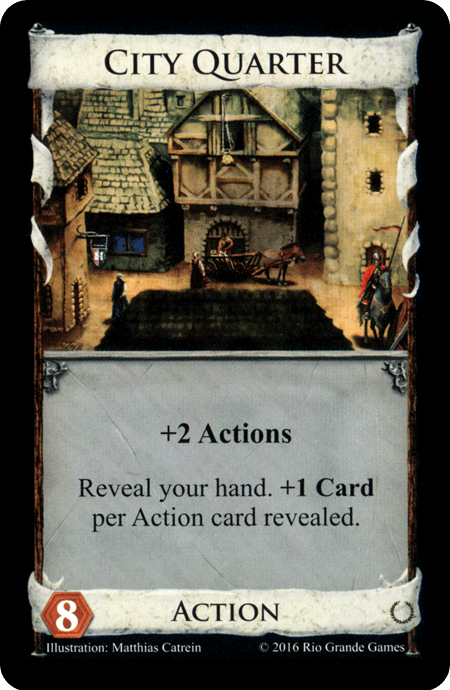 CITY QUARTER
+2 Actions
Reveal your hand. +1 Card
per Action card revealed.
8
ACTION
Illustration: Matthias Catrein
© 2016 Rio Grande Games